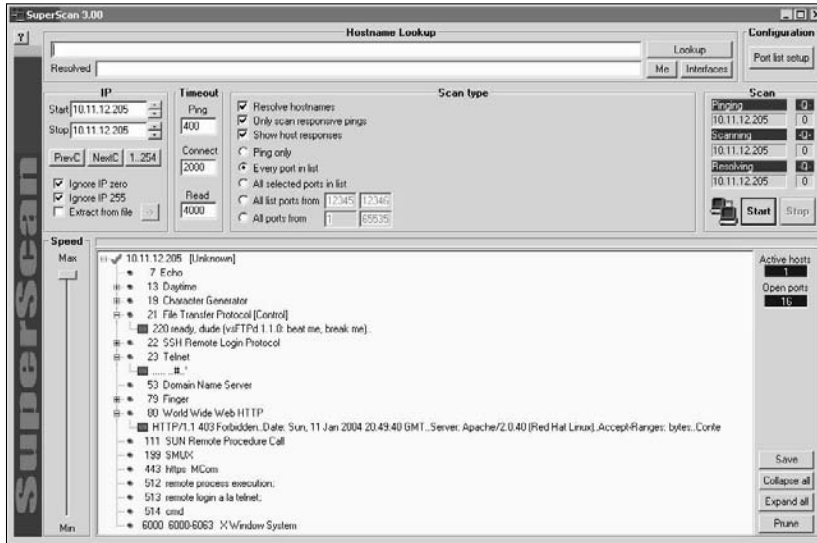 SuperScan 3.00
?
Hostname Lookup
Lookup
Resolved
Me Interfaces
Configuration
Port list setup
IP
Start 10.11.12.205
Stop 10.11.12.205
PrevC NextC 1..254
Ignore IP zero
Ignore IP 255
Extract from file
->
Timeout
Ping
400
Connect
2000
Read
4000
Scan type
Resolve hostnames
Only scan responsive pings
Show host responses
Ping only
Every port in list
All selected ports in list
All list ports from 12345 12346
All ports from 1 65535
Scan
Pinging -Q-
10.11.12.205 0
Scanning -Q-
10.11.12.205 0
Resolving -Q-
10.11.12.205 0
Start Stop
SuperScan
Speed
Max
Min
10.11.12.205 [Unknown]
7 Echo
13 Daytime
19 Character Generator
21 File Transfer Protocol [Control]
220 ready, dude (vsFTPd 1.1.0: beat me, break me)..
22 SSH Remote Login Protocol
23 Telnet
..... ..#..'
53 Domain Name Server
79 Finger
80 World Wide Web HTTP
HTTP/1.1 403 Forbidden..Date: Sun, 11 Jan 2004 20:49:40 GMT..Server: Apache/2.0.40 (Red Hat Linux)..Accept-Ranges: bytes..Conte
111 SUN Remote Procedure Call
199 SMUX
443 https MCom
512 remote process execution;
513 remote login a la telnet;
514 cmd
6000 6000-6063 X Window System
Active hosts
1
Open ports
16
Save
Collapse all
Expand all
Prune